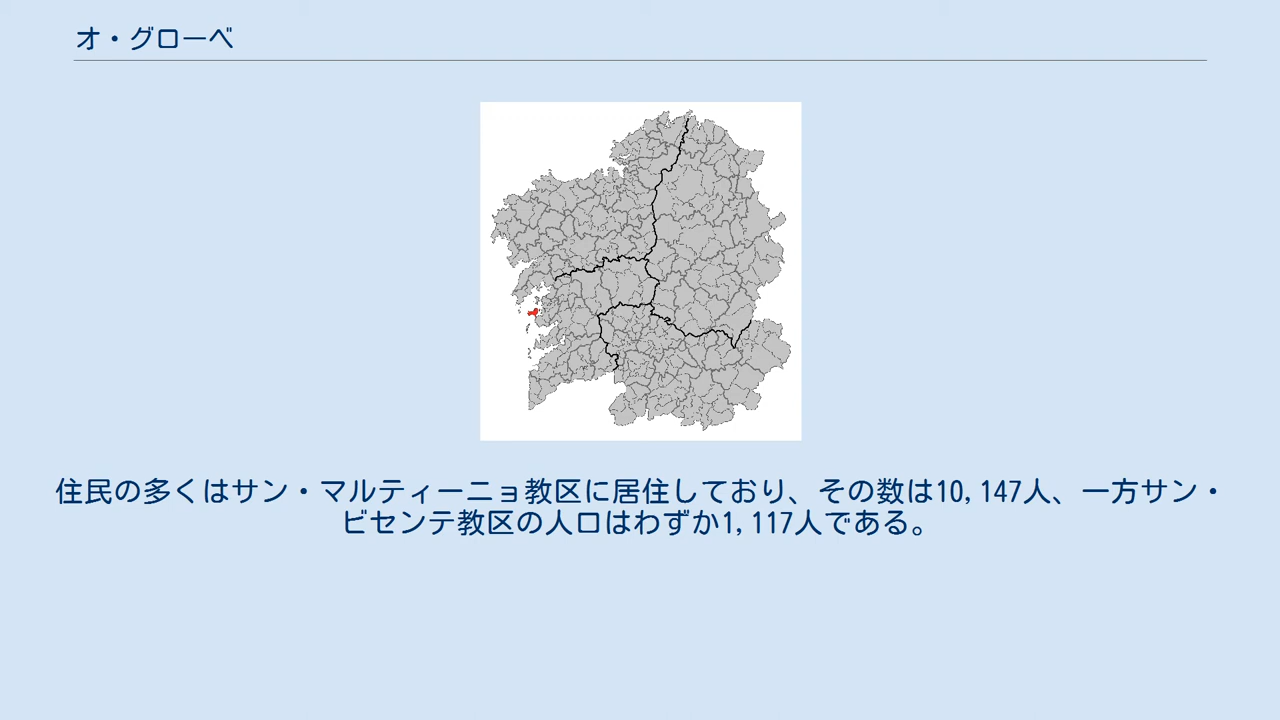 オ・グローベ
住民の多くはサン・マルティーニョ教区に居住しており、その数は10,147人、一方サン・
ビセンテ教区の人口はわずか1,117人である。